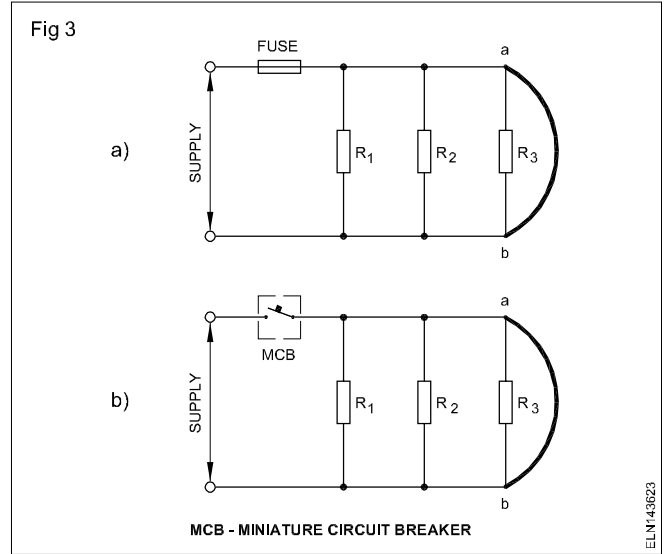 Fig 3
FUSE
a
a)
SUPPLY
R1
R2
R3
b
a
MCB
b)
SUPPLY
R1
R2
R3
b
MCB - MINIATURE CIRCUIT BREAKER
ELN143623